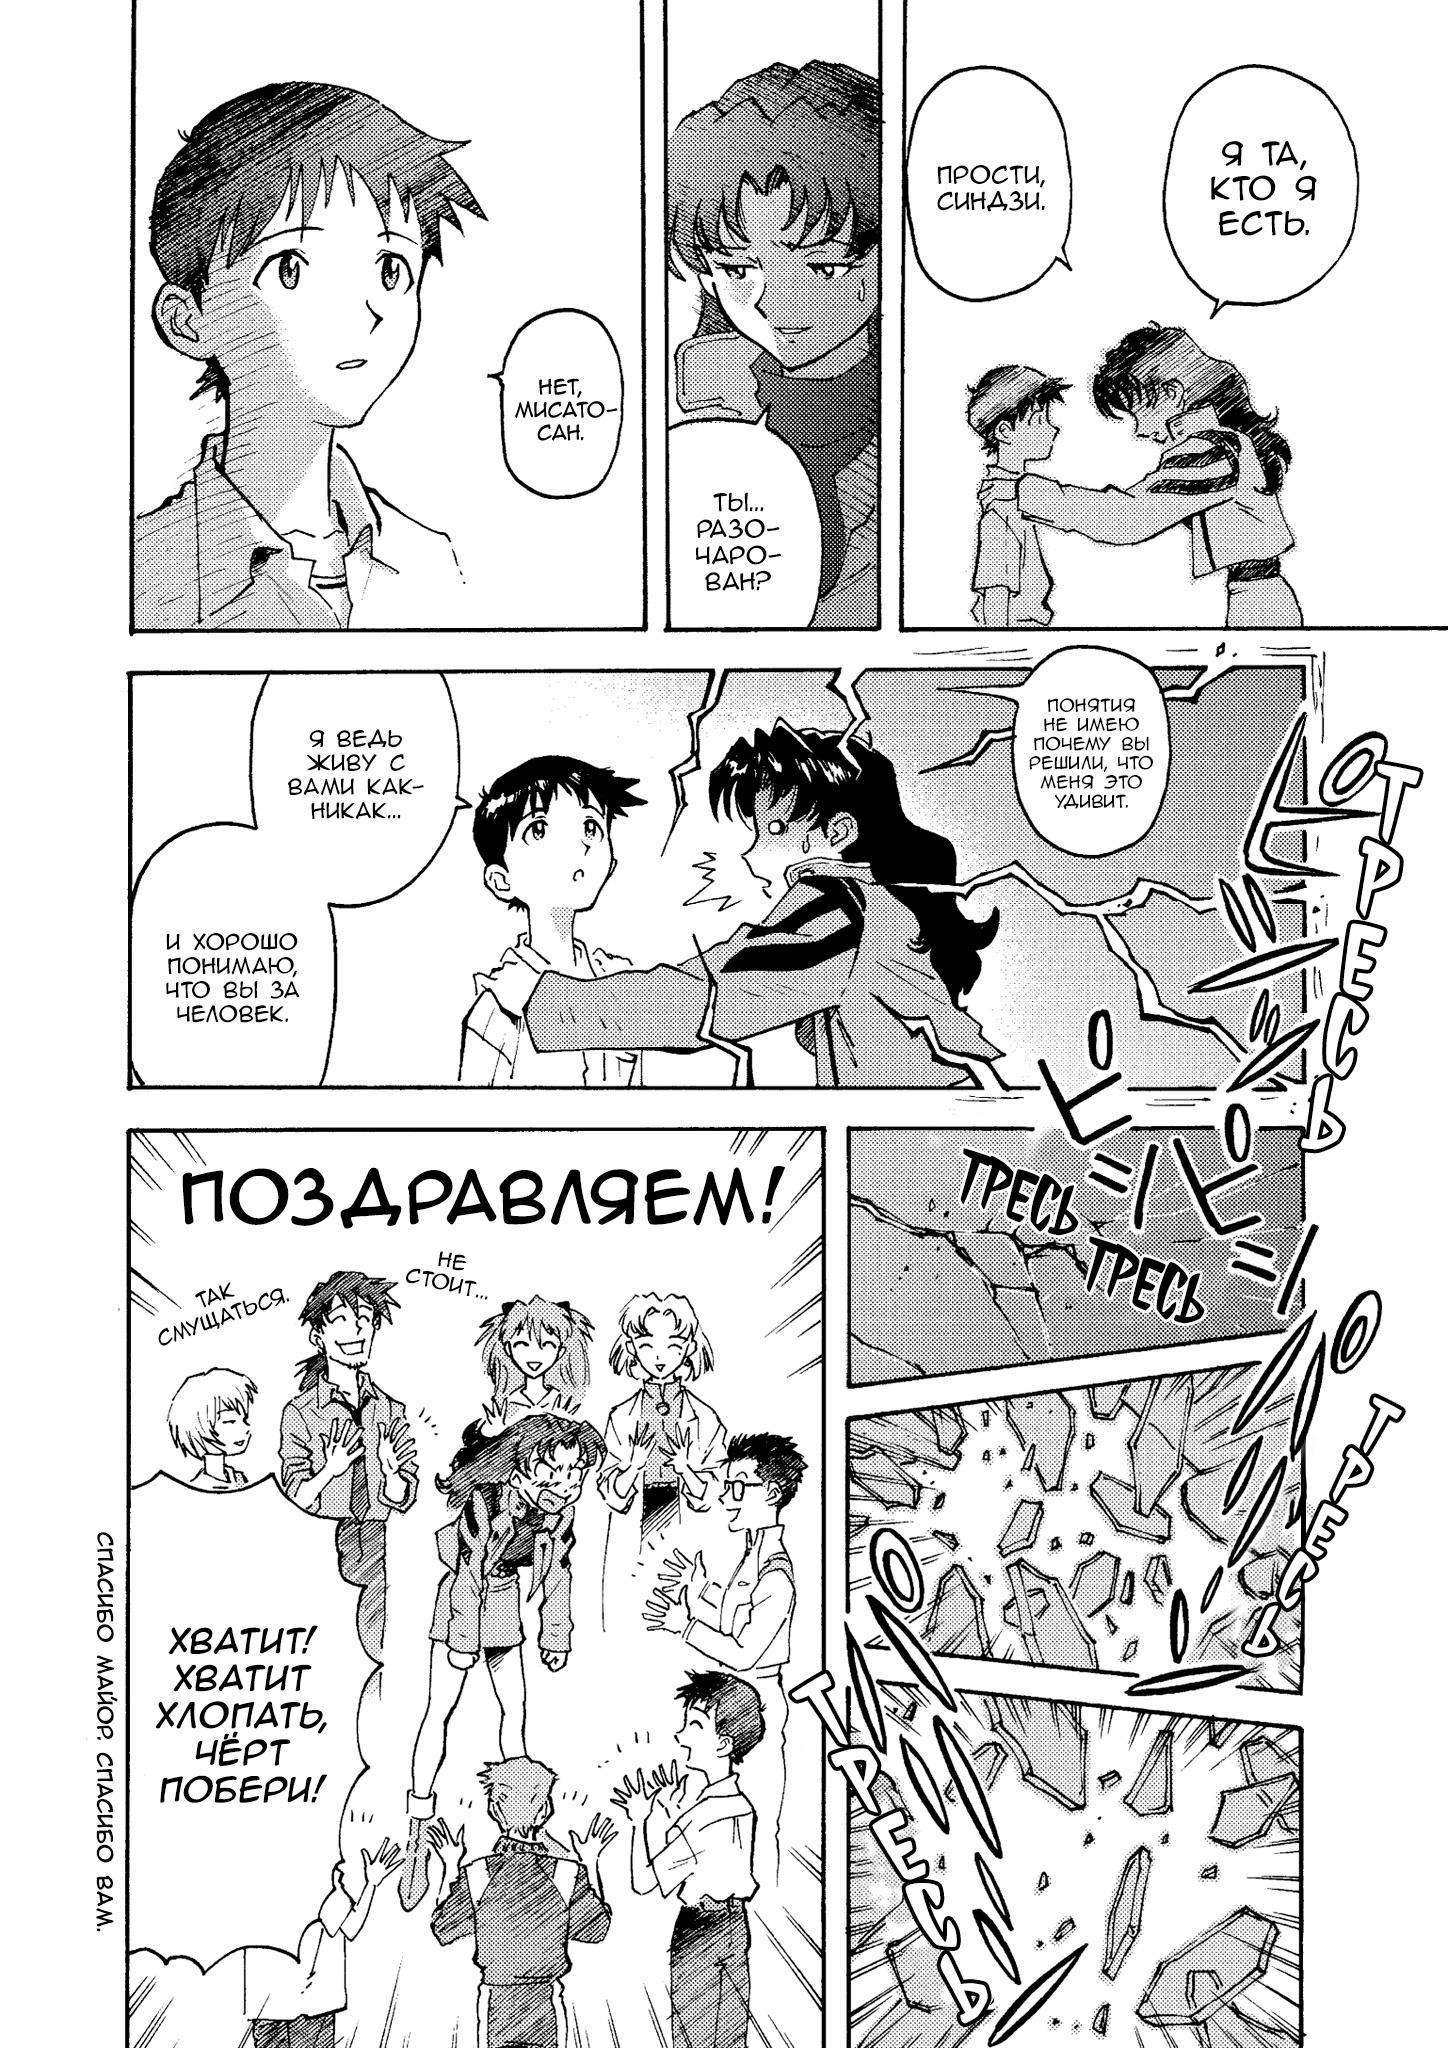 Я ТА,
КТО Я
ЕСТЬ.
ПРОСТИ,
СИНДЗИ.
ТЫ...
РАЗО-
ЧАРО-
ВАН?
НЕТ,
МИСАТО-
САН.
ПОНЯТИЯ
НЕ ИМЕЮ
ПОЧЕМУ ВЫ
РЕШИЛИ, ЧТО
МЕНЯ ЭТО
УДИВИТ.
Я ВЕДЬ
ЖИВУ С
ВАМИ КАК-
НИКАК...
И ХОРОШО
ПОНИМАЮ,
ЧТО ВЫ ЗА
ЧЕЛОВЕК.
ТРЕСЬ
ピピ
ТРЕСЬ
ТРЕСЬ
ТРЕСЬ
ТРЕСЬ
ПОЗДРАВЛЯЕМ!
НЕ
СТОИТ...
ТАК
СМУЩАТЬСЯ.
ХВАТИТ!
ХВАТИТ
ХЛОПАТЬ,
ЧЁРТ
ПОБЕРИ!
СПАСИБО МАЙОР. СПАСИБО ВАМ.